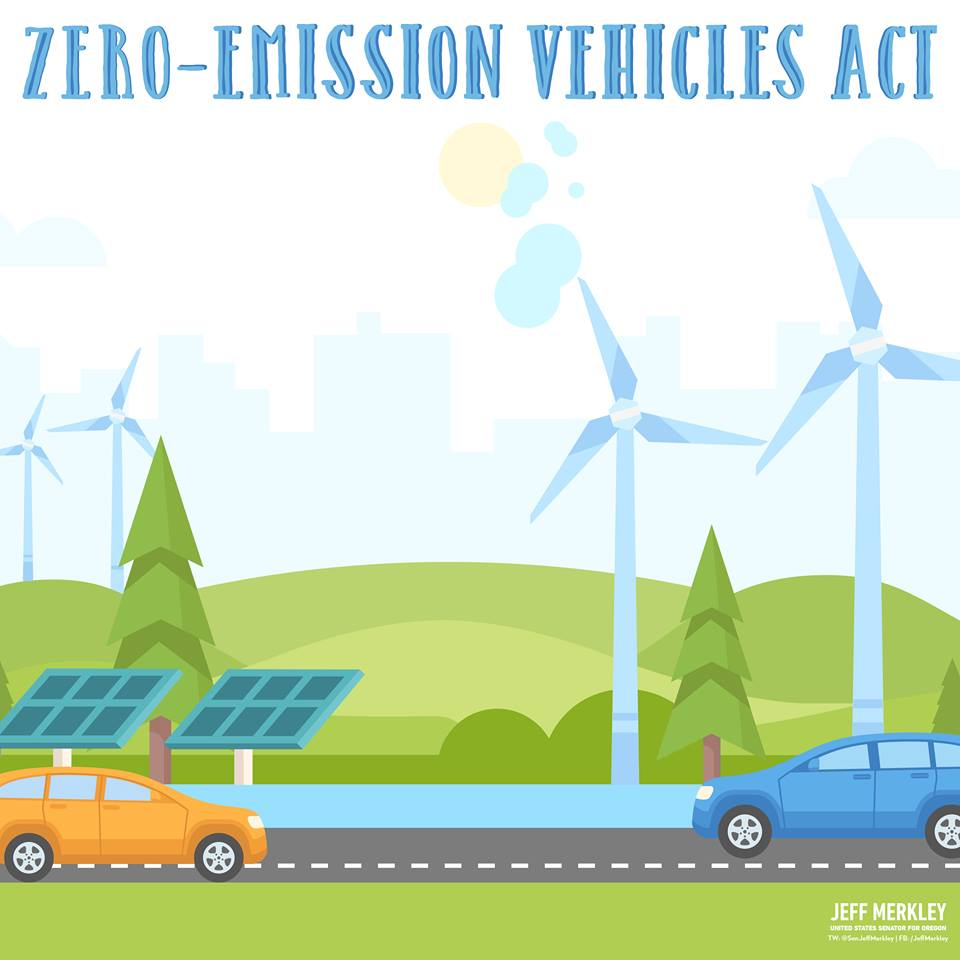 ZERO-EMISSION VEHICLES ACT
JEFF MERKLEY
UNITED STATES SENATOR FOR OREGON
TW: @SenJeffMerkley | FB: /JeffMerkley